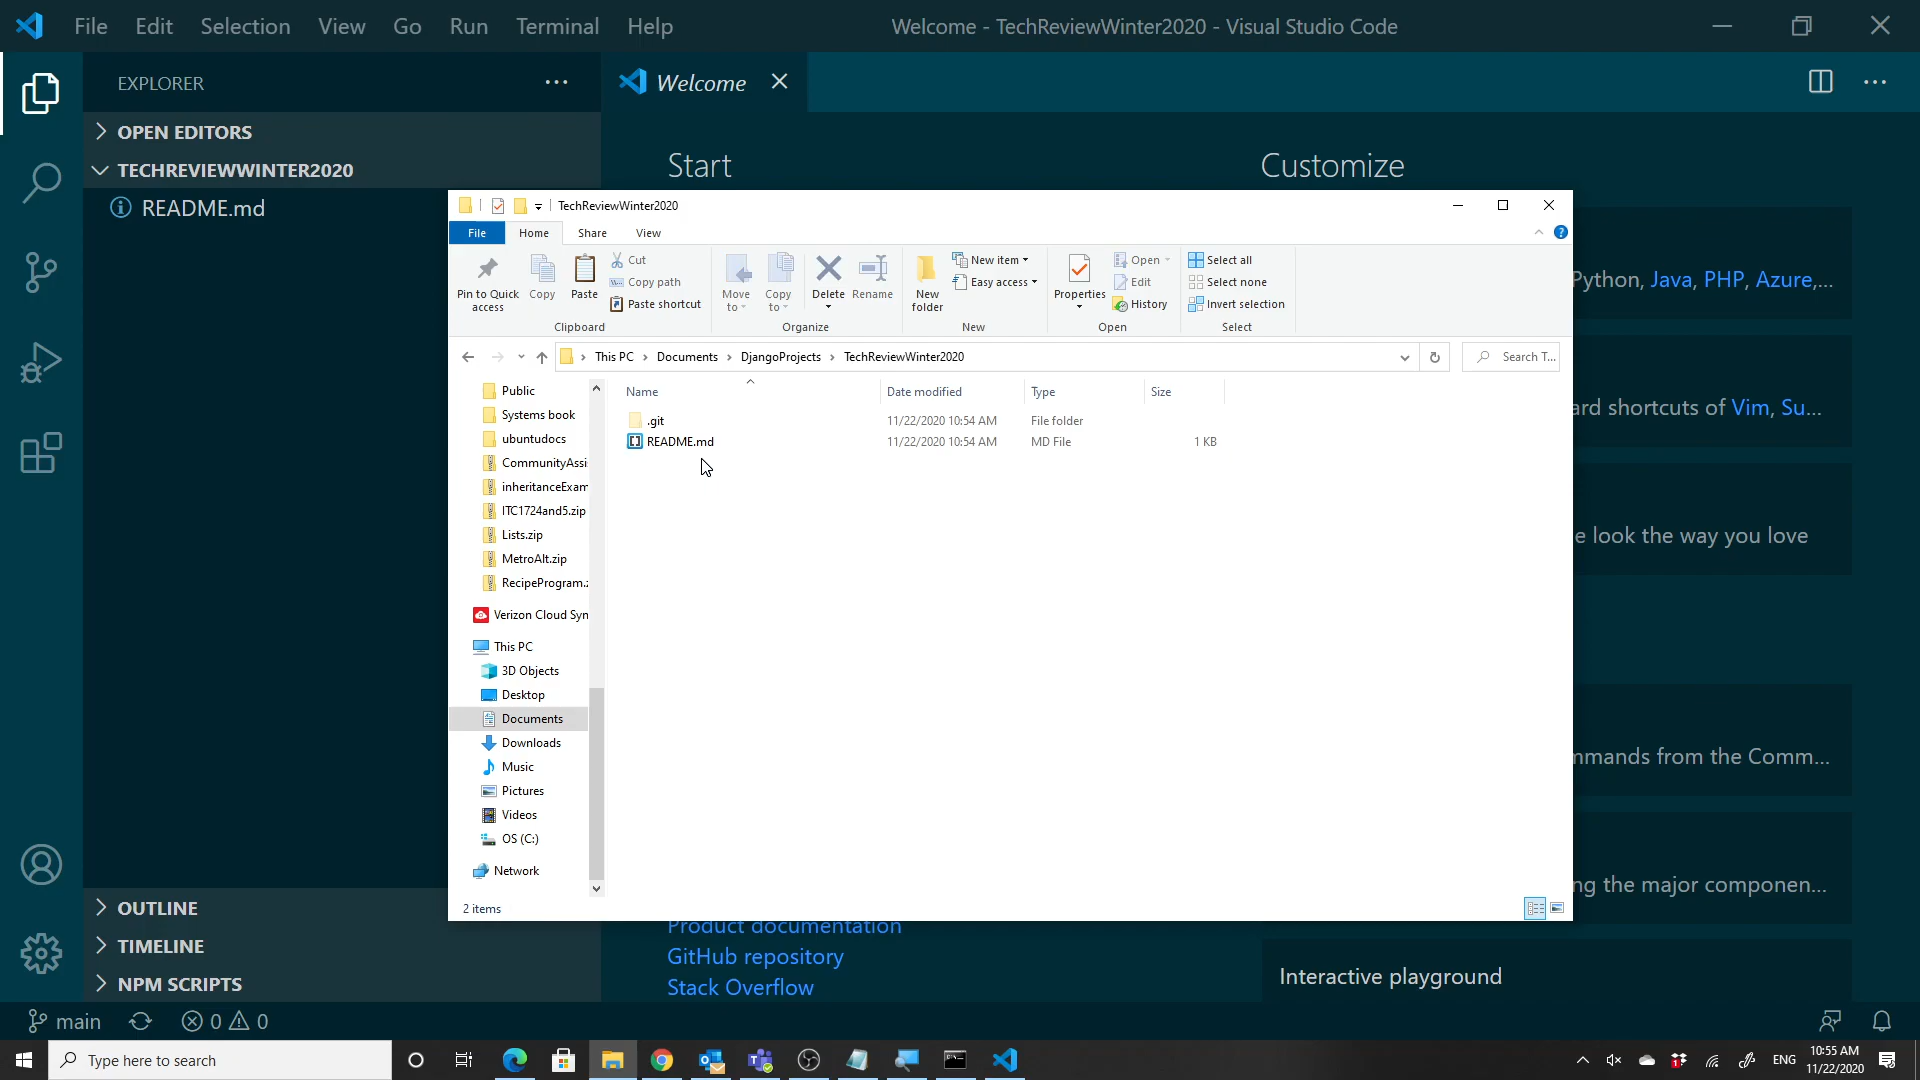 File Edit Selection View Go Run Terminal Help
Welcome - TechReviewWinter2020 - Visual Studio Code
EXPLORER
Welcome
OPEN EDITORS
TECHREVIEWWINTER2020
README.md
Start
Customize
TechReviewWinter2020
File Home Share View
Pin to Quick access
Copy
Paste
Cut
Copy path
Paste shortcut
Clipboard
Move to
Copy to
Delete
Rename
Organize
New folder
New item
Easy access
New
Properties
Open
Edit
History
Open
Select all
Select none
Invert selection
Select
This PC Documents DjangoProjects TechReviewWinter2020
Search T...
Name Date modified Type Size
.git 11/22/2020 10:54 AM File folder
README.md 11/22/2020 10:54 AM MD File 1 KB
Public
Systems book
ubuntudocs
CommunityAssi
inheritanceExam
ITC1724and5.zip
Lists.zip
MetroAlt.zip
RecipeProgram.z
Verizon Cloud Syn
This PC
3D Objects
Desktop
Documents
Downloads
Music
Pictures
Videos
OS (C:)
Network
2 items
Python, Java, PHP, Azure,...
ard shortcuts of Vim, Su...
e look the way you love
mmands from the Comm...
ng the major componen...
Product documentation
GitHub repository
Stack Overflow
Interactive playground
OUTLINE
TIMELINE
NPM SCRIPTS
main 0 0
Type here to search
ENG
10:55 AM
11/22/2020